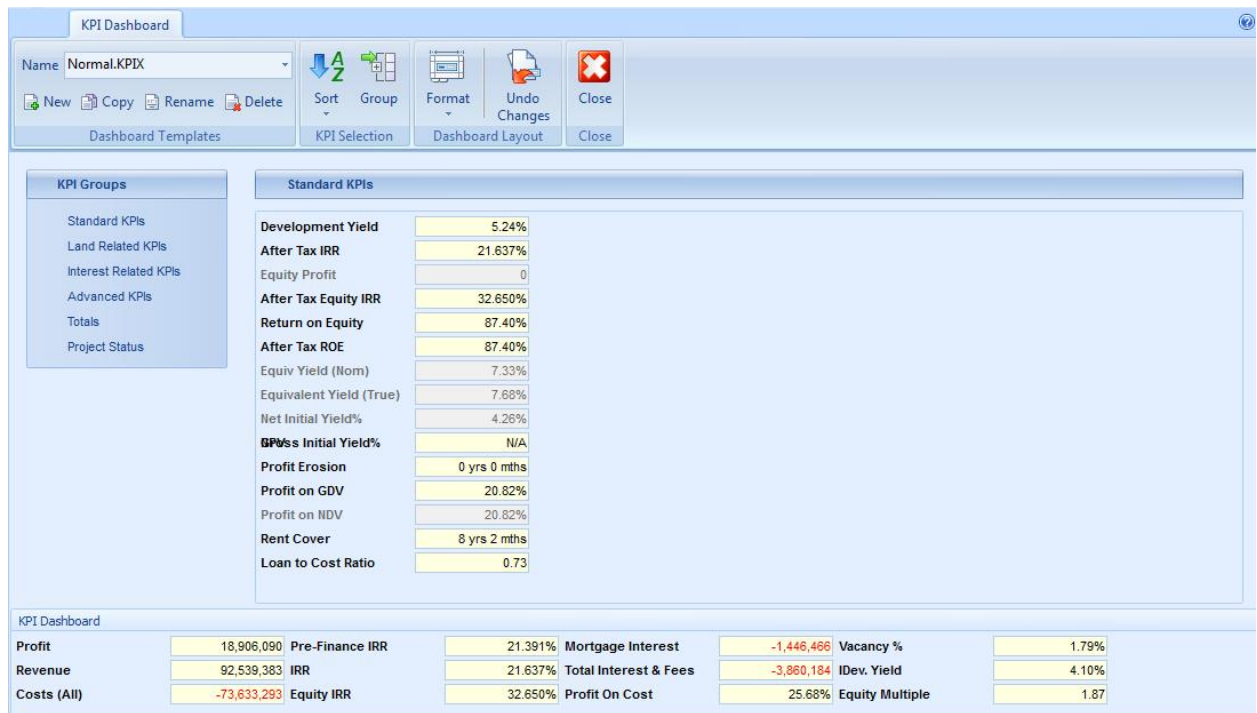 KPI Dashboard
Name Normal.KPIX
New Copy Rename Delete
Dashboard Templates
Sort Group
KPI Selection
Format Undo Changes
Dashboard Layout
Close
Close
KPI Groups
Standard KPIs
Land Related KPIs
Interest Related KPIs
Advanced KPIs
Totals
Project Status
Standard KPIs
Development Yield 5.24%
After Tax IRR 21.637%
Equity Profit 0
After Tax Equity IRR 32.650%
Return on Equity 87.40%
After Tax ROE 87.40%
Equiv Yield (Nom) 7.33%
Equivalent Yield (True) 7.68%
Net Initial Yield% 4.26%
Initial Yield% N/A
Profit Erosion 0 yrs 0 mths
Profit on GDV 20.82%
Profit on NDV 20.82%
Rent Cover 8 yrs 2 mths
Loan to Cost Ratio 0.73
KPI Dashboard
Profit 18,906,090 Pre-Finance IRR 21.391% Mortgage Interest -1,446,466 Vacancy % 1.79%
Revenue 92,539,383 IRR 21.637% Total Interest & Fees -3,860,184 IDev. Yield 4.10%
Costs (All) -73,633,293 Equity IRR 32.650% Profit On Cost 25.68% Equity Multiple 1.87